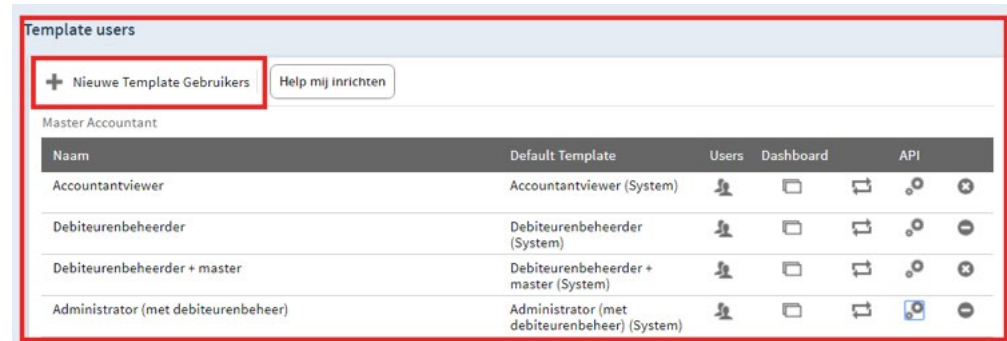 Template users
Nieuwe Template Gebruikers Help mij inrichten
Master Accountant
Naam Default Template Users Dashboard API
Accountantviewer Accountantviewer (System)
Debiteurenbeheerder Debiteurenbeheerder
(System)
Debiteurenbeheerder + master Debiteurenbeheerder +
master (System)
Administrator (met debiteurenbeheer) Administrator (met
debiteurenbeheer) (System)